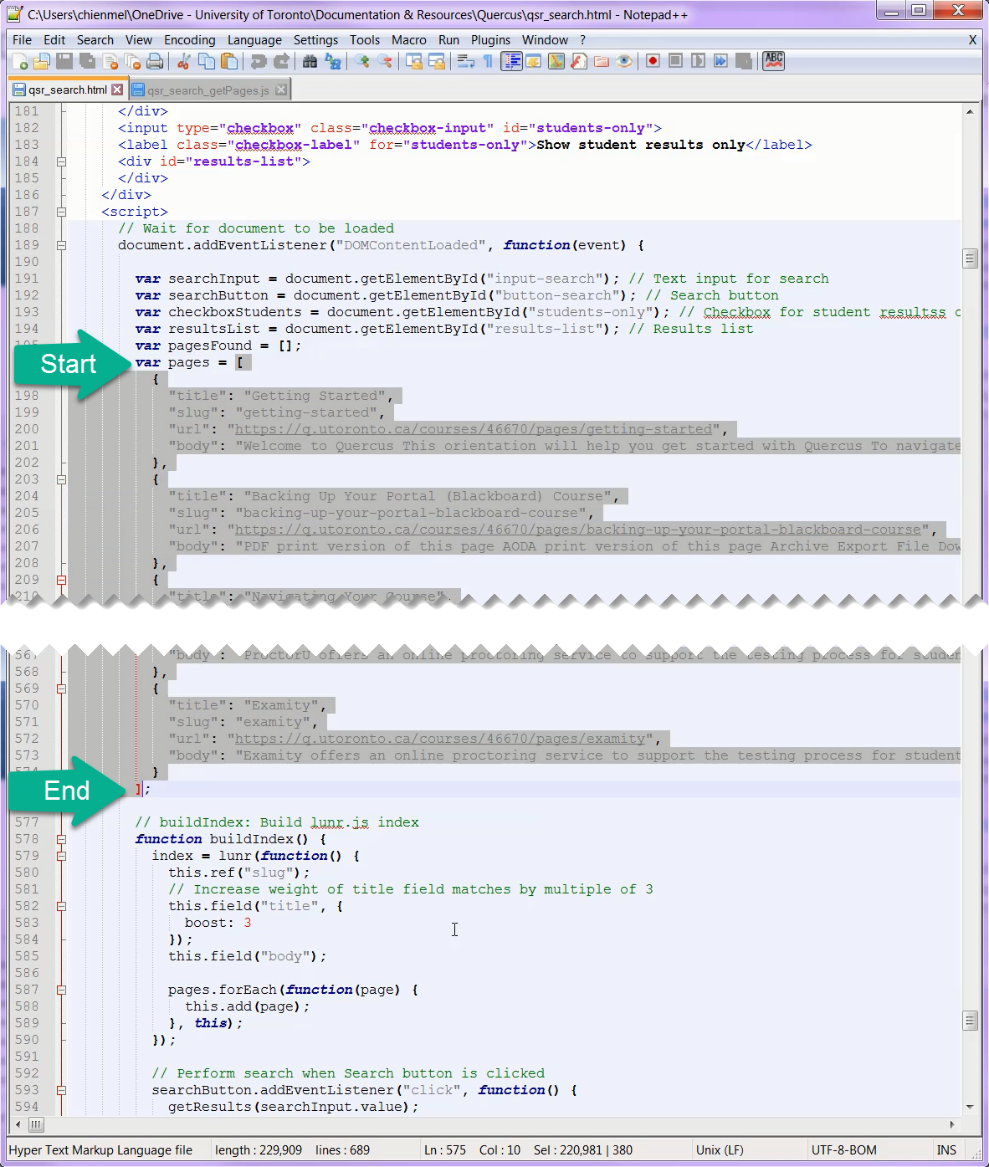 C:\Users\chienmel\OneDrive - University of Toronto\Documentation & Resources\Quercus\qsr_search.html - Notepad++
File Edit Search View Encoding Language Settings Tools Macro Run Plugins Window ? X
ABC
qsr_search.html qsr_search_getPages.js
181 </div>
182 <input type="checkbox" class="checkbox-input" id="students-only">
183 <label class="checkbox-label" for="students-only">Show student results only</label>
184 <div id="results-list">
185 </div>
186 </div>
187 <script>
188 // Wait for document to be loaded
189 document.addEventListener("DOMContentLoaded", function(event) {
190
191 var searchInput = document.getElementById("input-search"); // Text input for search
192 var searchButton = document.getElementById("button-search"); // Search button
193 var checkboxStudents = document.getElementById("students-only"); // Checkbox for student resultss
194 var resultsList = document.getElementById("results-list"); // Results list
var pagesFound = [];
Start var pages = [
{
198 "title": "Getting Started",
199 "slug": "getting-started",
200 "url": "https://q.utoronto.ca/courses/46670/pages/getting-started",
201 "body": "Welcome to Quercus This orientation will help you get started with Quercus To navigate
202 },
203 {
204 "title": "Backing Up Your Portal (Blackboard) Course",
205 "slug": "backing-up-your-portal-blackboard-course",
206 "url": "https://q.utoronto.ca/courses/46670/pages/backing-up-your-portal-blackboard-course",
207 "body": "PDF print version of this page AODA print version of this page Archive Export File Dow
208 },
209 {
210 "title": "Navigating Your Course",
567 "body": "ProctorU offers an online proctoring service to support the testing process for studen
568 },
569 {
570 "title": "Examity",
571 "slug": "examity",
572 "url": "https://q.utoronto.ca/courses/46670/pages/examity",
573 "body": "Examity offers an online proctoring service to support the testing process for student
574 }
End ];
577 // buildIndex: Build lunr.js index
578 function buildIndex() {
579 index = lunr(function() {
580 this.ref("slug");
581 // Increase weight of title field matches by multiple of 3
582 this.field("title", {
583 boost: 3
584 });
585 this.field("body");
586
587 pages.forEach(function(page) {
588 this.add(page);
589 }, this);
590 });
591
592 // Perform search when Search button is clicked
593 searchButton.addEventListener("click", function() {
594 getResults(searchInput.value);
Hyper Text Markup Language file length : 229,909 lines : 689 Ln : 575 Col : 10 Sel : 220,981 | 380 Unix (LF) UTF-8-BOM INS